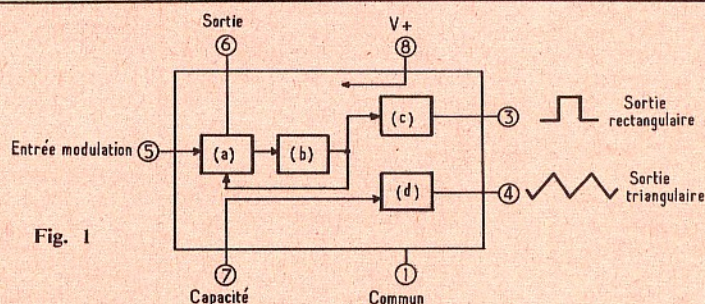 Sortie
⑥
V+
⑧
(c)
③
Sortie
rectangulaire
Entrée modulation ⑤
(a)
(b)
(d)
④
Sortie
triangulaire
Fig. 1
⑦
Capacité
①
Commun